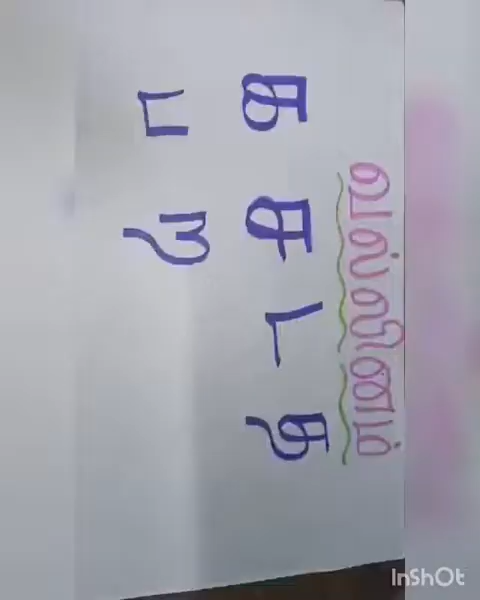 வல்லினம்
க ச ட த
ப ற
InShOt